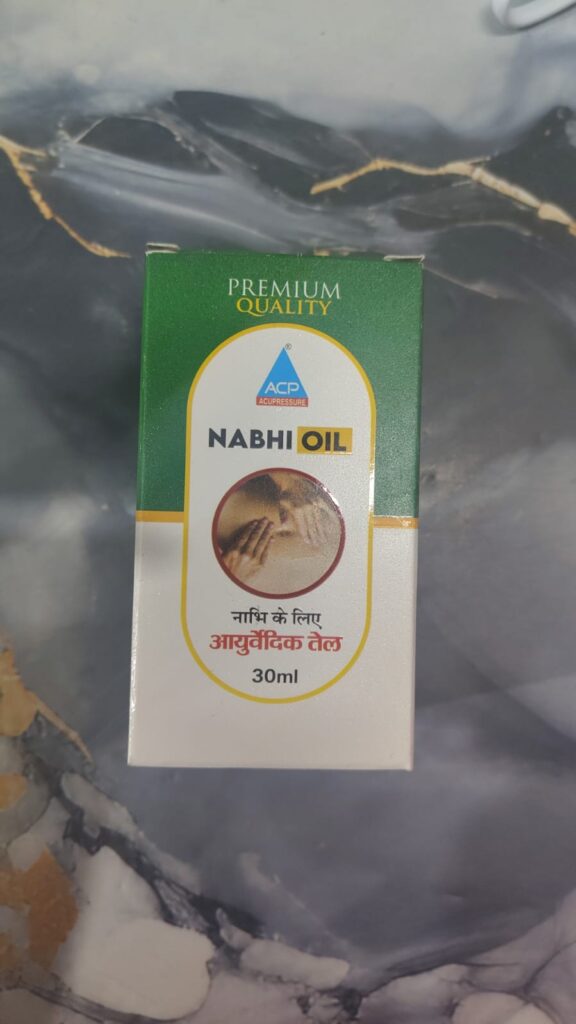 PREMIUM
QUALITY
®
ACP
ACUPRESSURE
NABHI OIL
नाभि के लिए
आयुर्वेदिक तेल
30ml